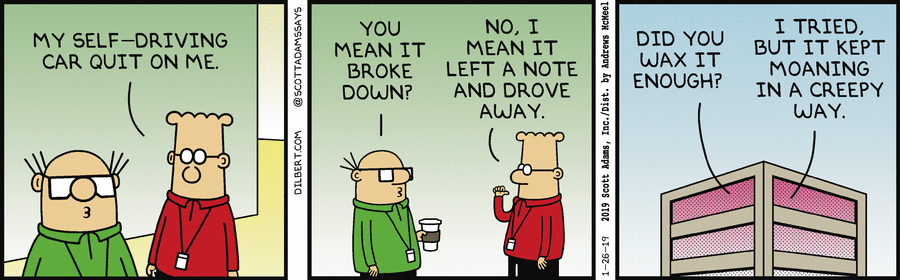 MY SELF-DRIVING
CAR QUIT ON ME.
DILBERT.COM @SCOTTADAMSSAYS
YOU
MEAN IT
BROKE
DOWN?
NO, I
MEAN IT
LEFT A NOTE
AND DROVE
AWAY.
1-26-19 2019 Scott Adams, Inc./Dist. by Andrews McMeel
DID YOU
WAX IT
ENOUGH?
I TRIED,
BUT IT KEPT
MOANING
IN A CREEPY
WAY.